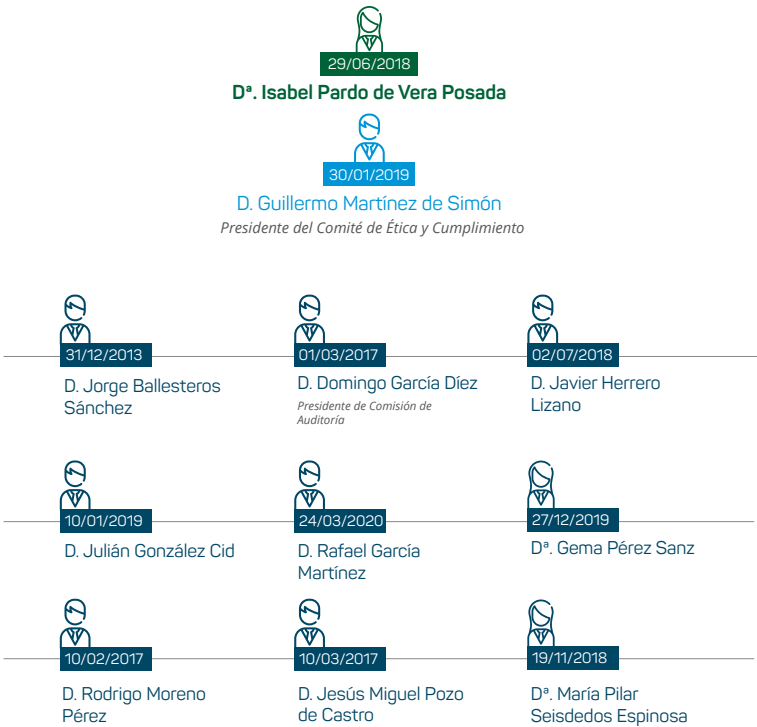 29/06/2018
Dª. Isabel Pardo de Vera Posada
30/01/2019
D. Guillermo Martínez de Simón
Presidente del Comité de Ética y Cumplimiento
31/12/2013
D. Jorge Ballesteros
Sánchez
01/03/2017
D. Domingo García Díez
Presidente de Comisión de
Auditoría
02/07/2018
D. Javier Herrero
Lizano
10/01/2019
D. Julián González Cid
24/03/2020
D. Rafael García
Martínez
27/12/2019
Dª. Gema Pérez Sanz
10/02/2017
D. Rodrigo Moreno
Pérez
10/03/2017
D. Jesús Miguel Pozo
de Castro
19/11/2018
Dª. María Pilar
Seisdedos Espinosa